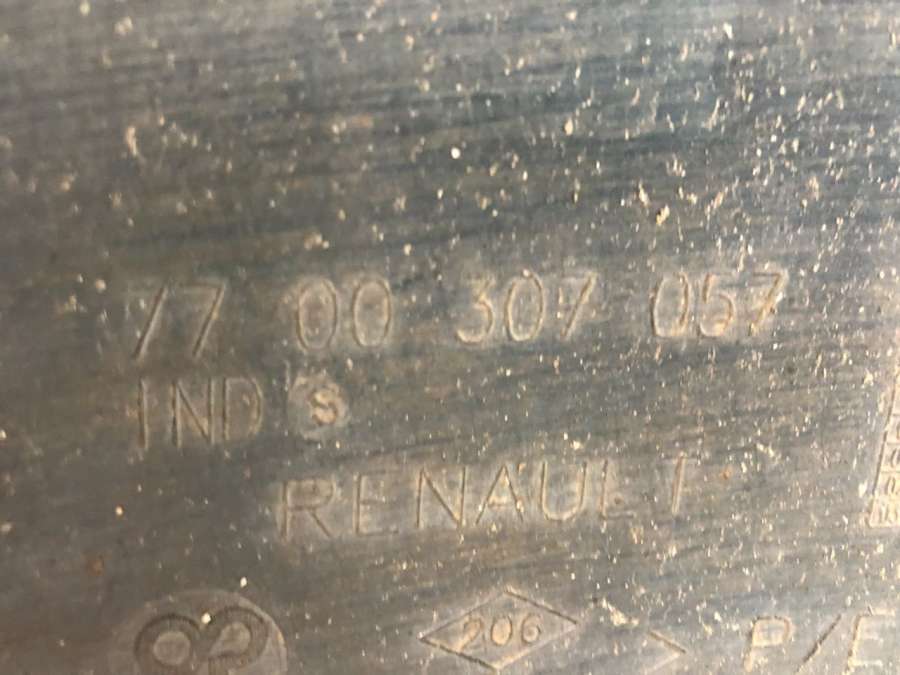 77 00 307 057
IND S
RENAULT
206 > P/E